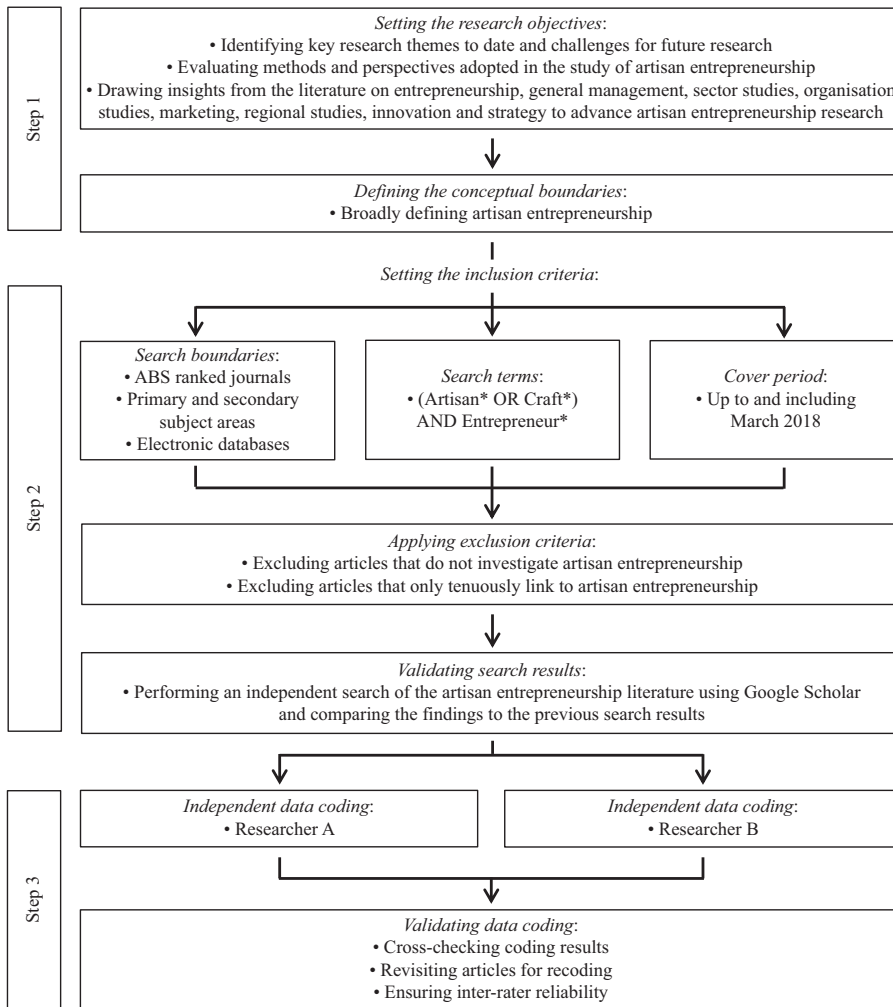 Step 1
Setting the research objectives:
• Identifying key research themes to date and challenges for future research
• Evaluating methods and perspectives adopted in the study of artisan entrepreneurship
• Drawing insights from the literature on entrepreneurship, general management, sector studies, organisation
studies, marketing, regional studies, innovation and strategy to advance artisan entrepreneurship research
Defining the conceptual boundaries:
• Broadly defining artisan entrepreneurship
Step 2
Setting the inclusion criteria:
Search boundaries:
• ABS ranked journals
• Primary and secondary
subject areas
• Electronic databases
Search terms:
• (Artisan* OR Craft*)
AND Entrepreneur*
Cover period:
• Up to and including
March 2018
Applying exclusion criteria:
• Excluding articles that do not investigate artisan entrepreneurship
• Excluding articles that only tenuously link to artisan entrepreneurship
Validating search results:
• Performing an independent search of the artisan entrepreneurship literature using Google Scholar
and comparing the findings to the previous search results
Step 3
Independent data coding:
• Researcher A
Independent data coding:
• Researcher B
Validating data coding:
• Cross-checking coding results
• Revisiting articles for recoding
• Ensuring inter-rater reliability